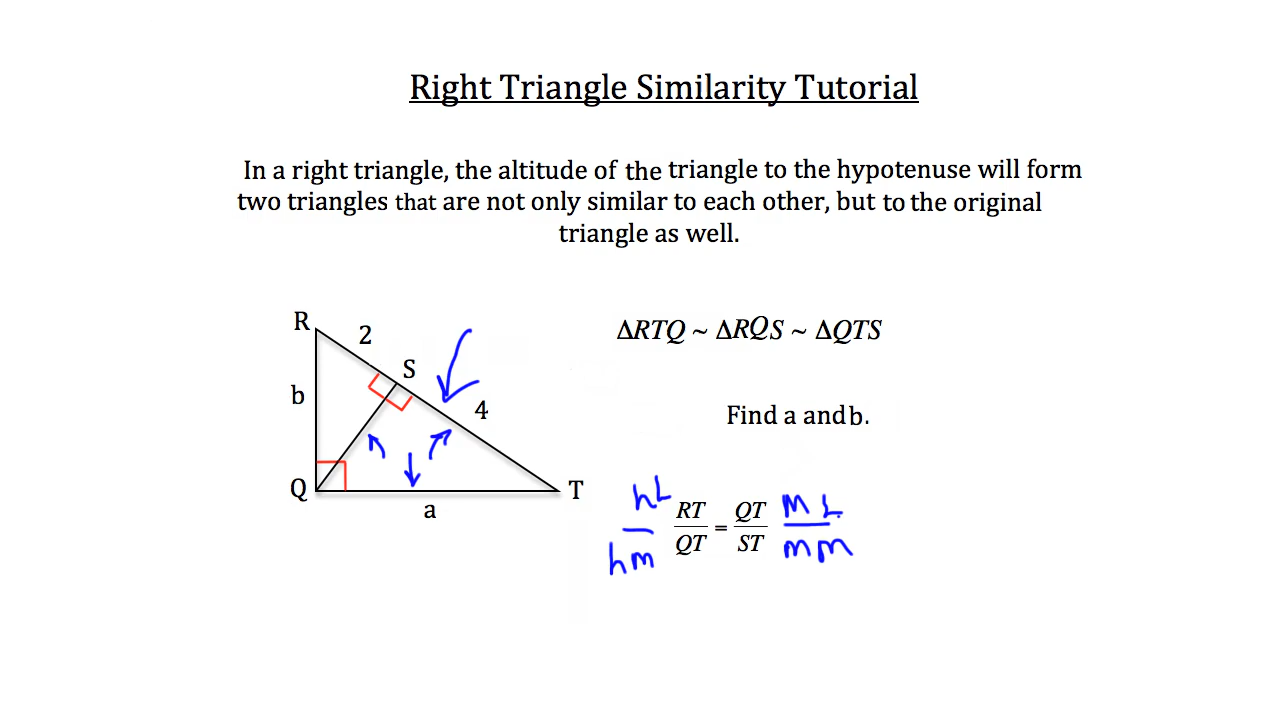 Right Triangle Similarity Tutorial
In a right triangle, the altitude of the triangle to the hypotenuse will form
two triangles that are not only similar to each other, but to the original
triangle as well.
R
2
S
b
4
Q
T
a
ΔRTQ ~ ΔRQS ~ ΔQTS
Find a and b.
hL RT = QT M L
hm QT ST m m